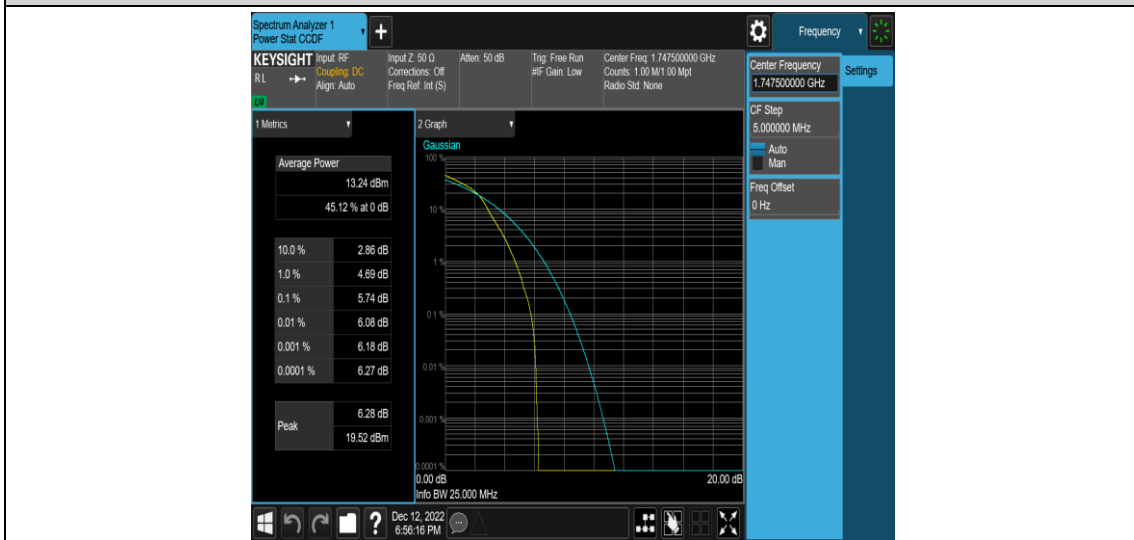 Spectrum Analyzer 1
Power Stat CCDF
+
Frequency
KEYSIGHT
RL
LXI
Input: RF
Coupling: DC
Align: Auto
Input Z: 50 Ω
Corrections: Off
Freq Ref: Int (S)
Atten: 50 dB
Trig: Free Run
#IF Gain: Low
Center Freq: 1.747500000 GHz
Counts: 1.00 M/1.00 Mpt
Radio Std: None
1 Metrics
Average Power
13.24 dBm
45.12 % at 0 dB
10.0 % 2.86 dB
1.0 % 4.69 dB
0.1 % 5.74 dB
0.01 % 6.08 dB
0.001 % 6.18 dB
0.0001 % 6.27 dB
Peak
6.28 dB
19.52 dBm
2 Graph
Gaussian
100 %
10 %
1 %
0.1 %
0.01 %
0.001 %
0.0001 %
0.00 dB 20.00 dB
Info BW 25.000 MHz
Center Frequency
1.747500000 GHz
Settings
CF Step
5.000000 MHz
Auto
Man
Freq Offset
0 Hz
?
Dec 12, 2022
6:56:16 PM